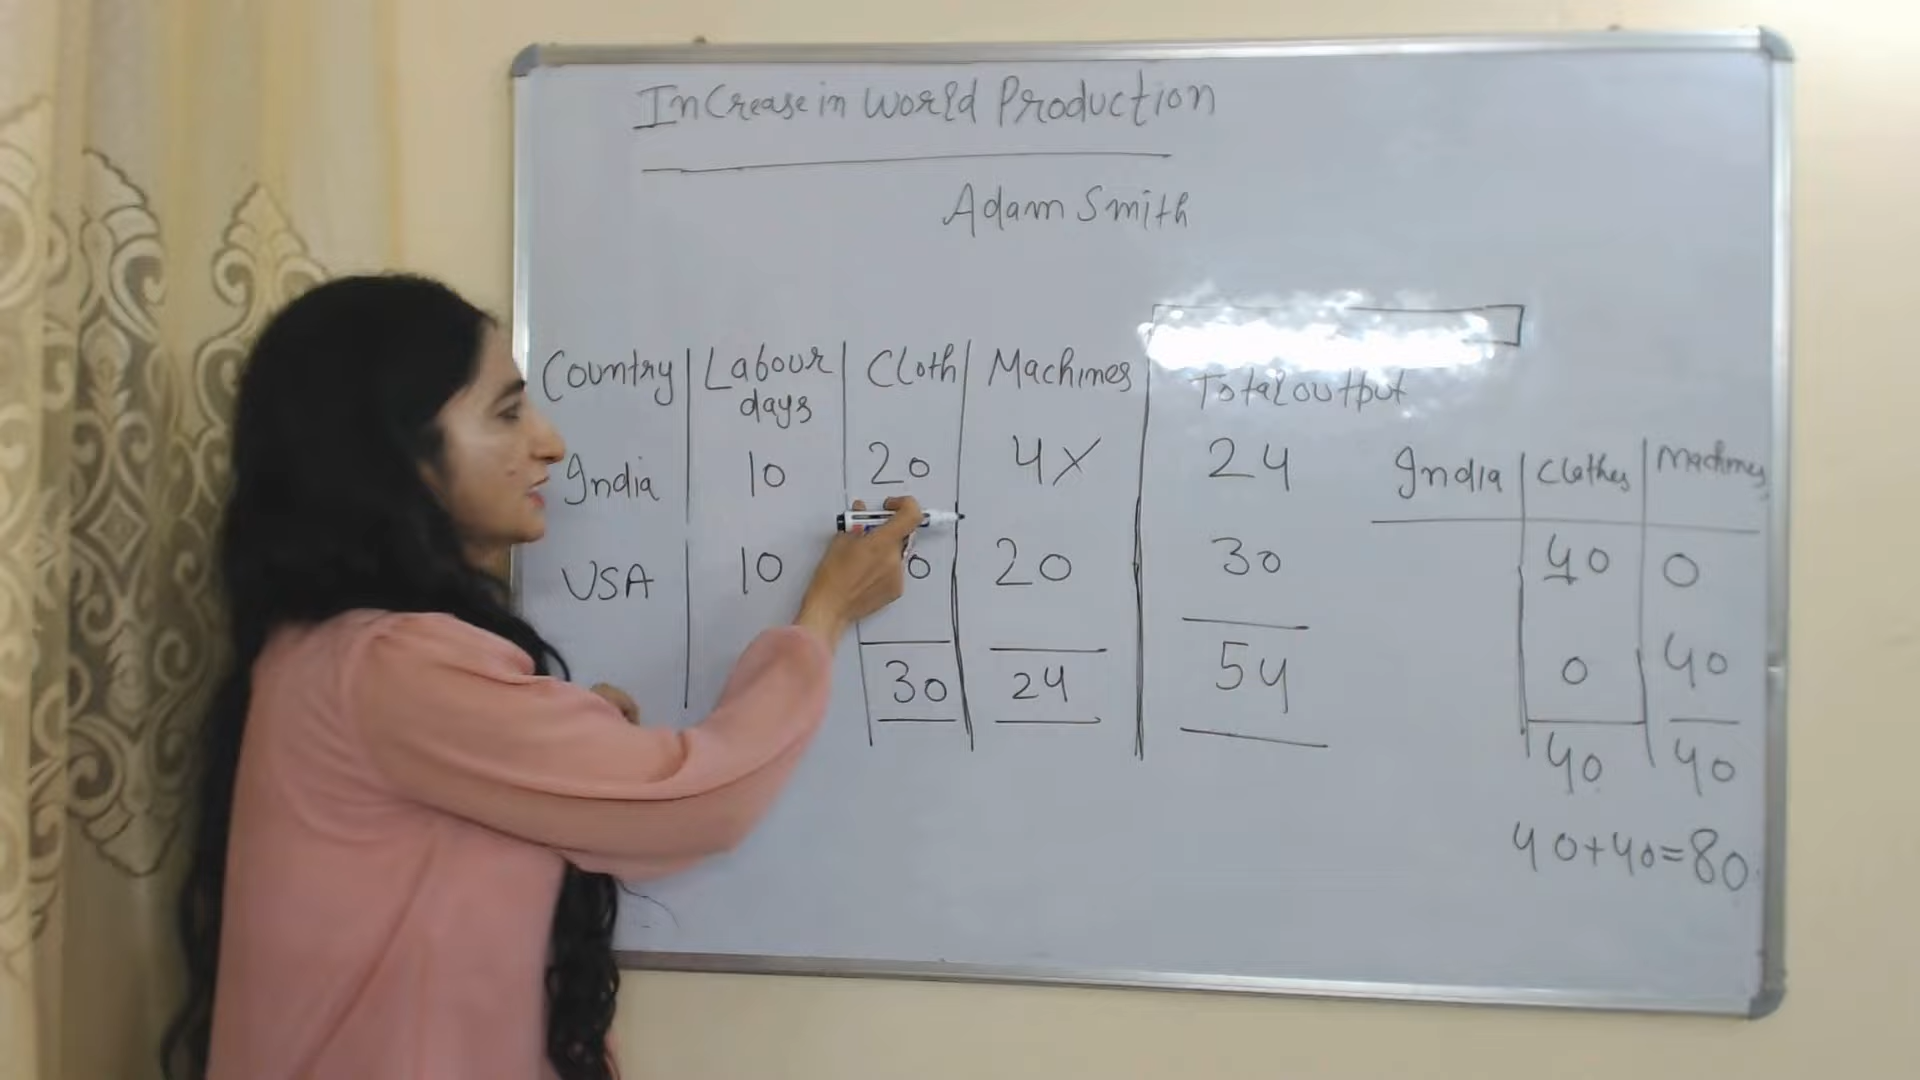 Increase in World Production
Adam Smith
Country Labour days Cloth Machines Total output
India 10 20 4X 24
USA 10 20 30
30 24 54
India Clothes Machines
40 0
0 40
40 40
40+40=80